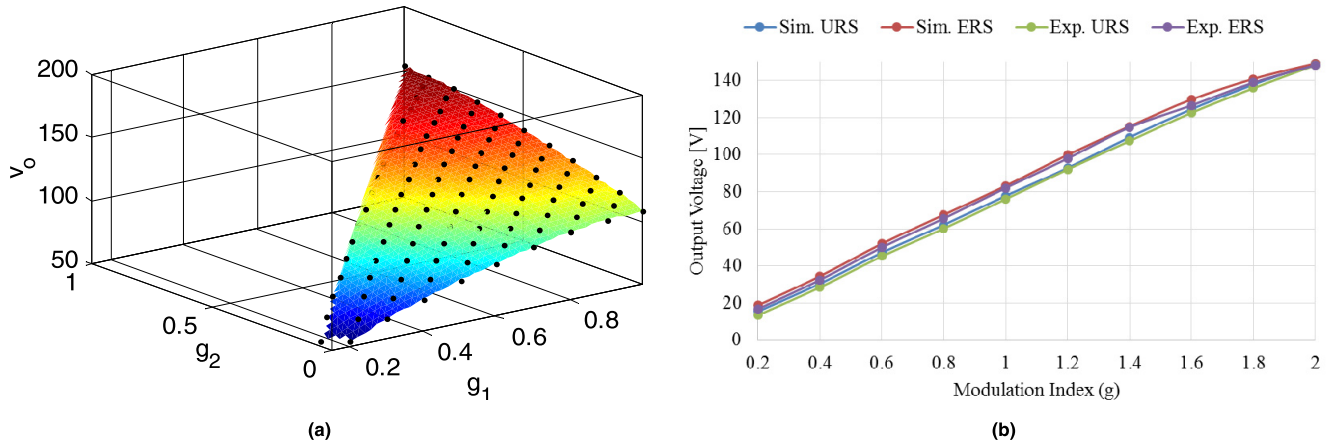 200
150
100
50
v_o
1
0.5
0
g_2
0.2
0.4
0.6
0.8
g_1
(a)
Sim. URS Sim. ERS Exp. URS Exp. ERS
140
120
100
80
60
40
20
0
Output Voltage [V]
0.2 0.4 0.6 0.8 1 1.2 1.4 1.6 1.8 2
Modulation Index (g)
(b)